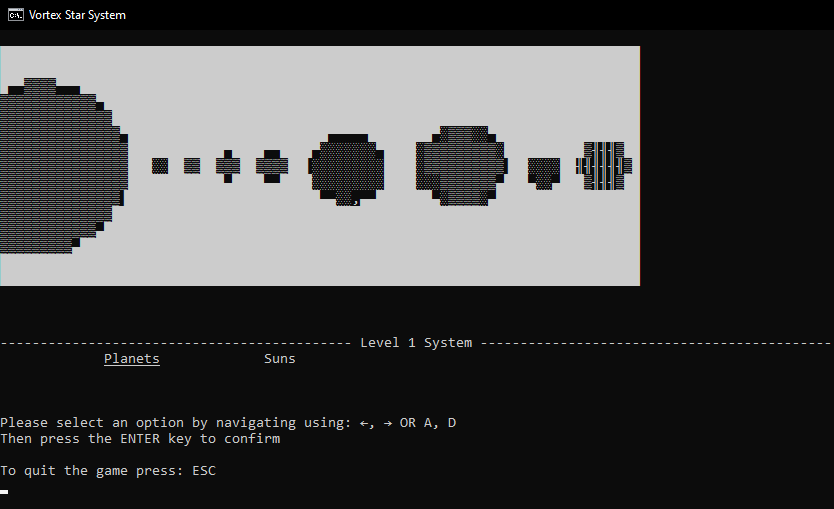 Vortex Star System
---------------------------------------------- Level 1 System ----------------------------------------------
Planets Suns
Please select an option by navigating using: ←, → OR A, D
Then press the ENTER key to confirm
To quit the game press: ESC